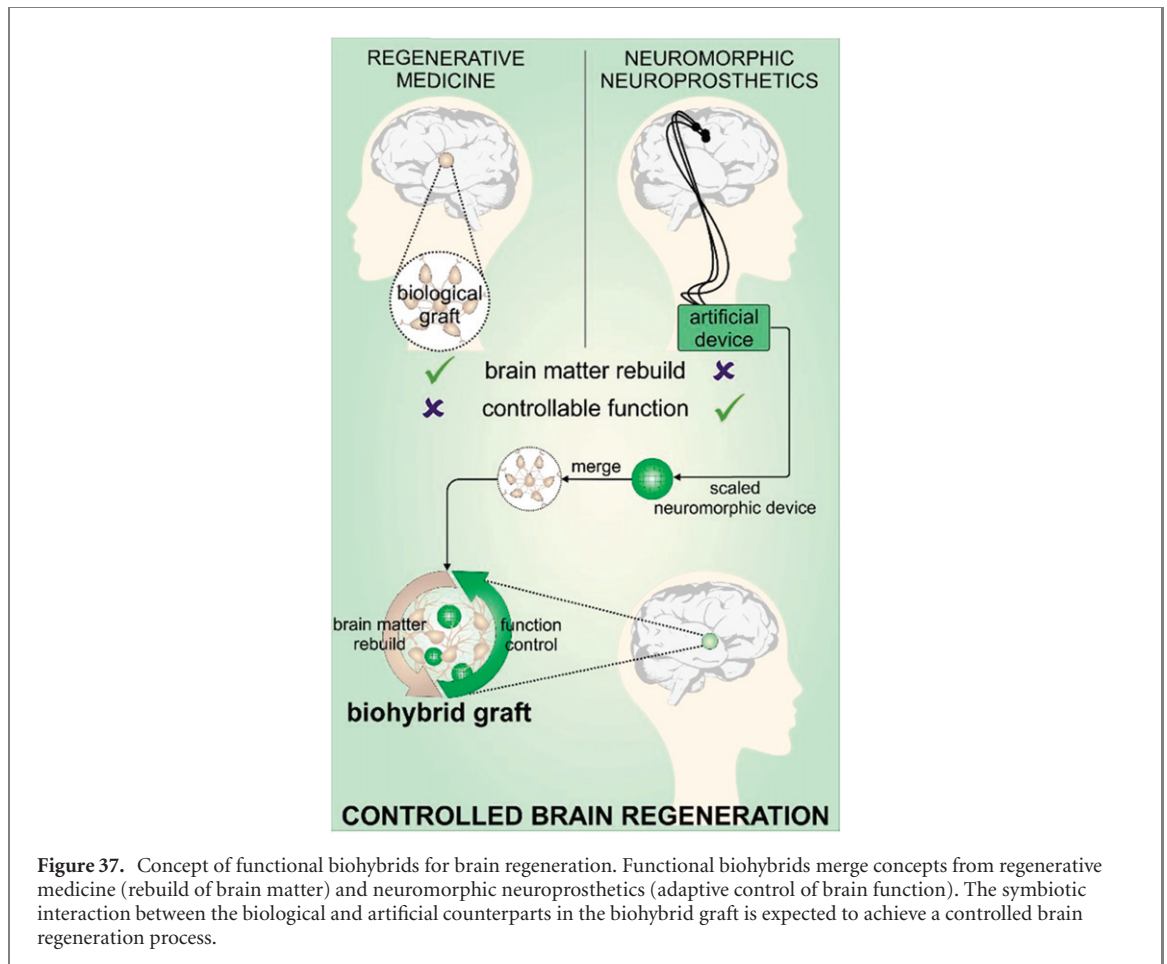 REGENERATIVE
MEDICINE
NEUROMORPHIC
NEUROPROSTHETICS
biological
graft
artificial
device
brain matter rebuild
controllable function
merge
scaled
neuromorphic device
brain matter
rebuild
function
control
biohybrid graft
CONTROLLED BRAIN REGENERATION
Figure 37. Concept of functional biohybrids for brain regeneration. Functional biohybrids merge concepts from regenerative
medicine (rebuild of brain matter) and neuromorphic neuroprosthetics (adaptive control of brain function). The symbiotic
interaction between the biological and artificial counterparts in the biohybrid graft is expected to achieve a controlled brain
regeneration process.